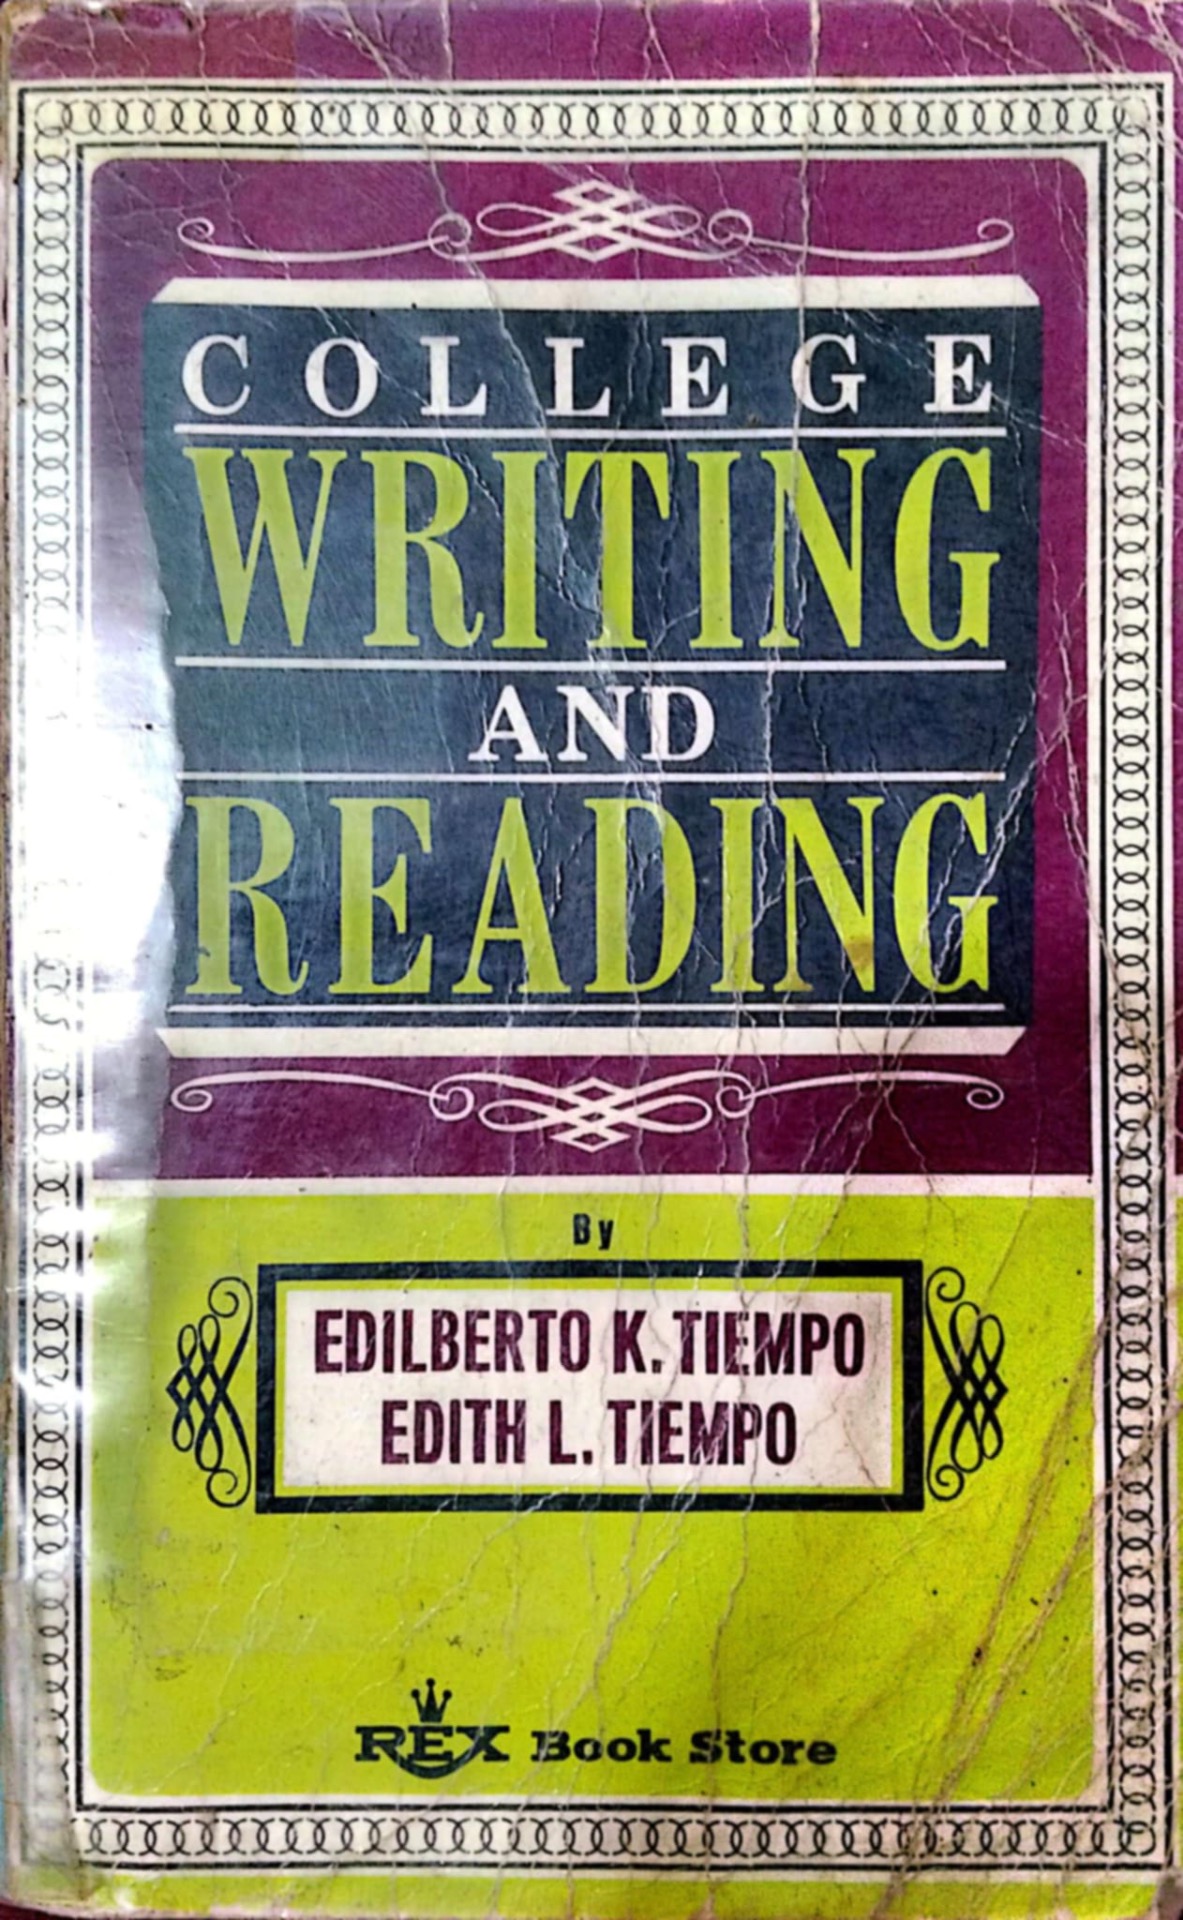 COLLEGE
WRITING
AND
READING
By
EDILBERTO K. TIEMPO
EDITH L. TIEMPO
REX Book Store